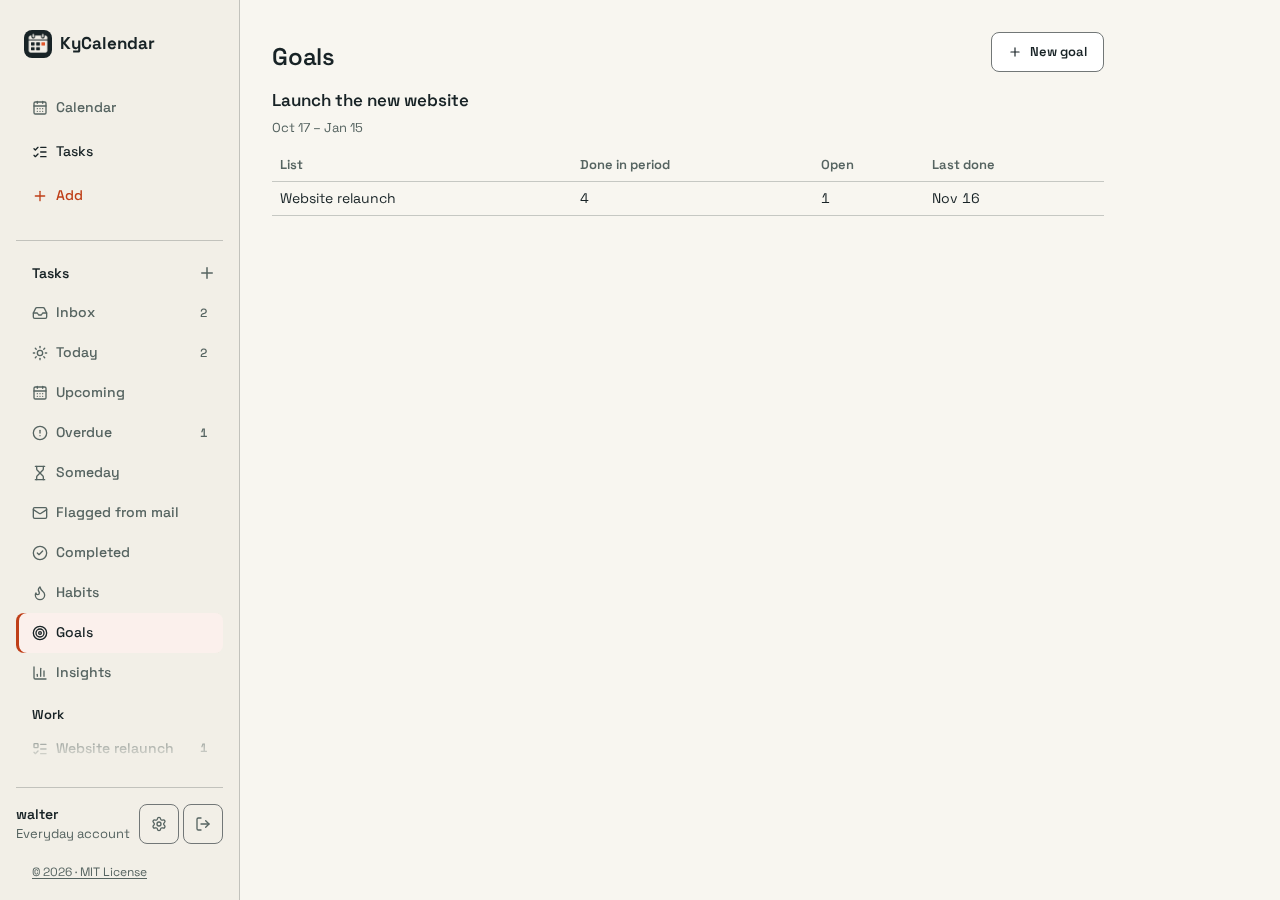 KyCalendar
Calendar
Tasks
Add
Tasks
Inbox 2
Today 2
Upcoming
Overdue 1
Someday
Flagged from mail
Completed
Habits
Goals
Insights
Work
Website relaunch 1
walter
Everyday account
© 2026 · MIT License
Goals
New goal
Launch the new website
Oct 17 – Jan 15
List Done in period Open Last done
Website relaunch 4 1 Nov 16